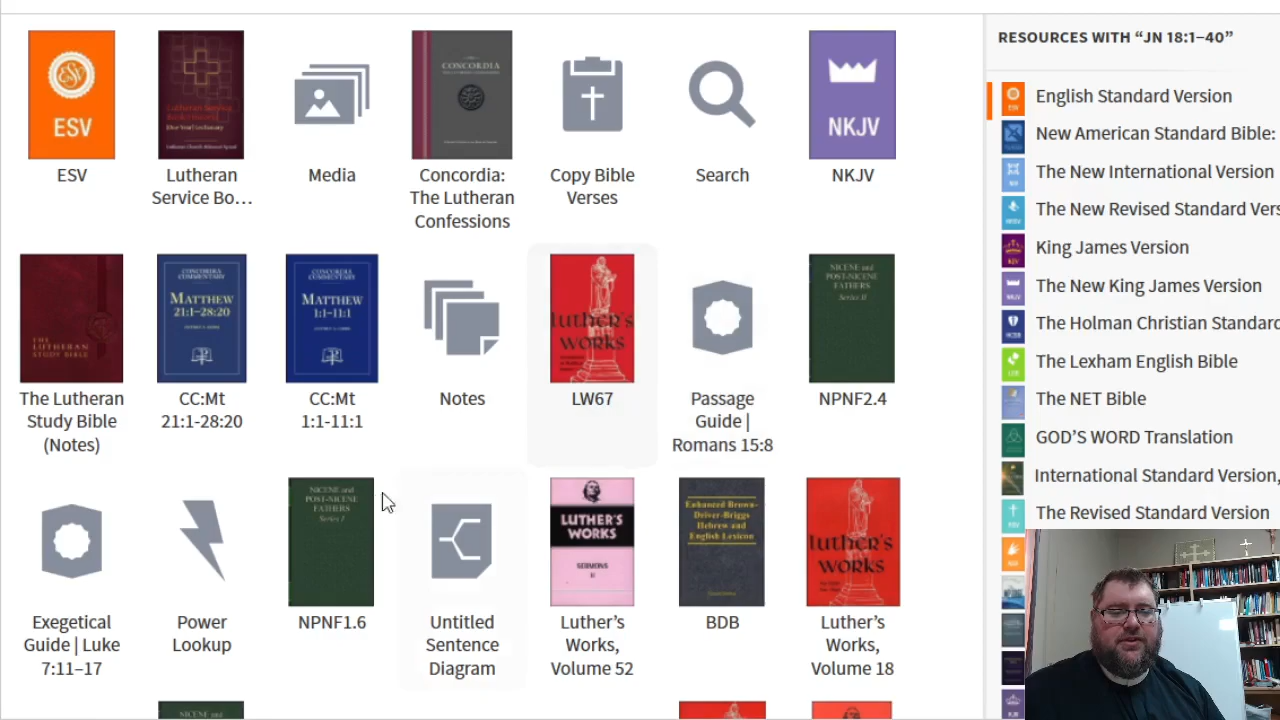 RESOURCES WITH “JN 18:1–40”
ESV
ESV
CONCORDIA
NKJV
ESV
Lutheran
Service Bo…
Media
Concordia:
The Lutheran
Confessions
Copy Bible
Verses
Search
NKJV
THE
LUTHERAN
STUDY BIBLE
CONCORDIA
COMMENTARY
MATTHEW
21:1–28:20
CONCORDIA
COMMENTARY
MATTHEW
1:1–11:1
luther's
works
NICENE and
POST-NICENE
FATHERS
Series II
The Lutheran
Study Bible
(Notes)
CC:Mt
21:1-28:20
CC:Mt
1:1-11:1
Notes
LW67
Passage
Guide |
Romans 15:8
NPNF2.4
NICENE and
POST-NICENE
FATHERS
Series I
LUTHER'S
WORKS
SERMONS
II
Enhanced Brown-
Driver-Briggs
Hebrew and
English Lexicon
luther's
works
Exegetical
Guide | Luke
7:11–17
Power
Lookup
NPNF1.6
Untitled
Sentence
Diagram
Luther’s
Works,
Volume 52
BDB
Luther’s
Works,
Volume 18
NICENE and
English Standard Version
New American Standard Bible:
The New International Version
The New Revised Standard Vers
King James Version
The New King James Version
The Holman Christian Standard
The Lexham English Bible
The NET Bible
GOD’S WORD Translation
International Standard Version,
The Revised Standard Version